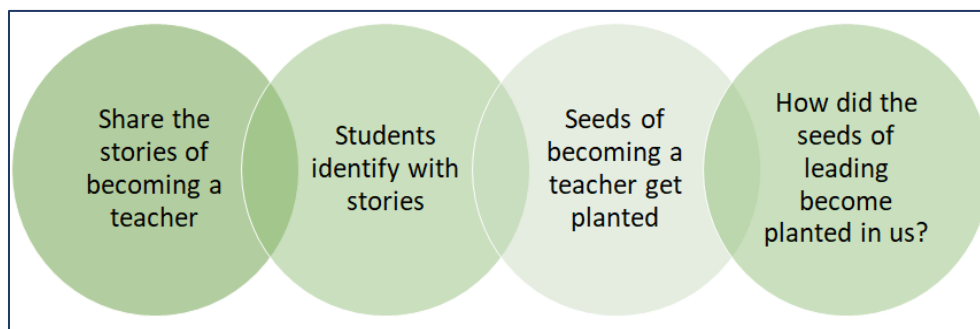 Share the
stories of
becoming a
teacher
Students
identify with
stories
Seeds of
becoming a
teacher get
planted
How did the
seeds of
leading
become
planted in us?